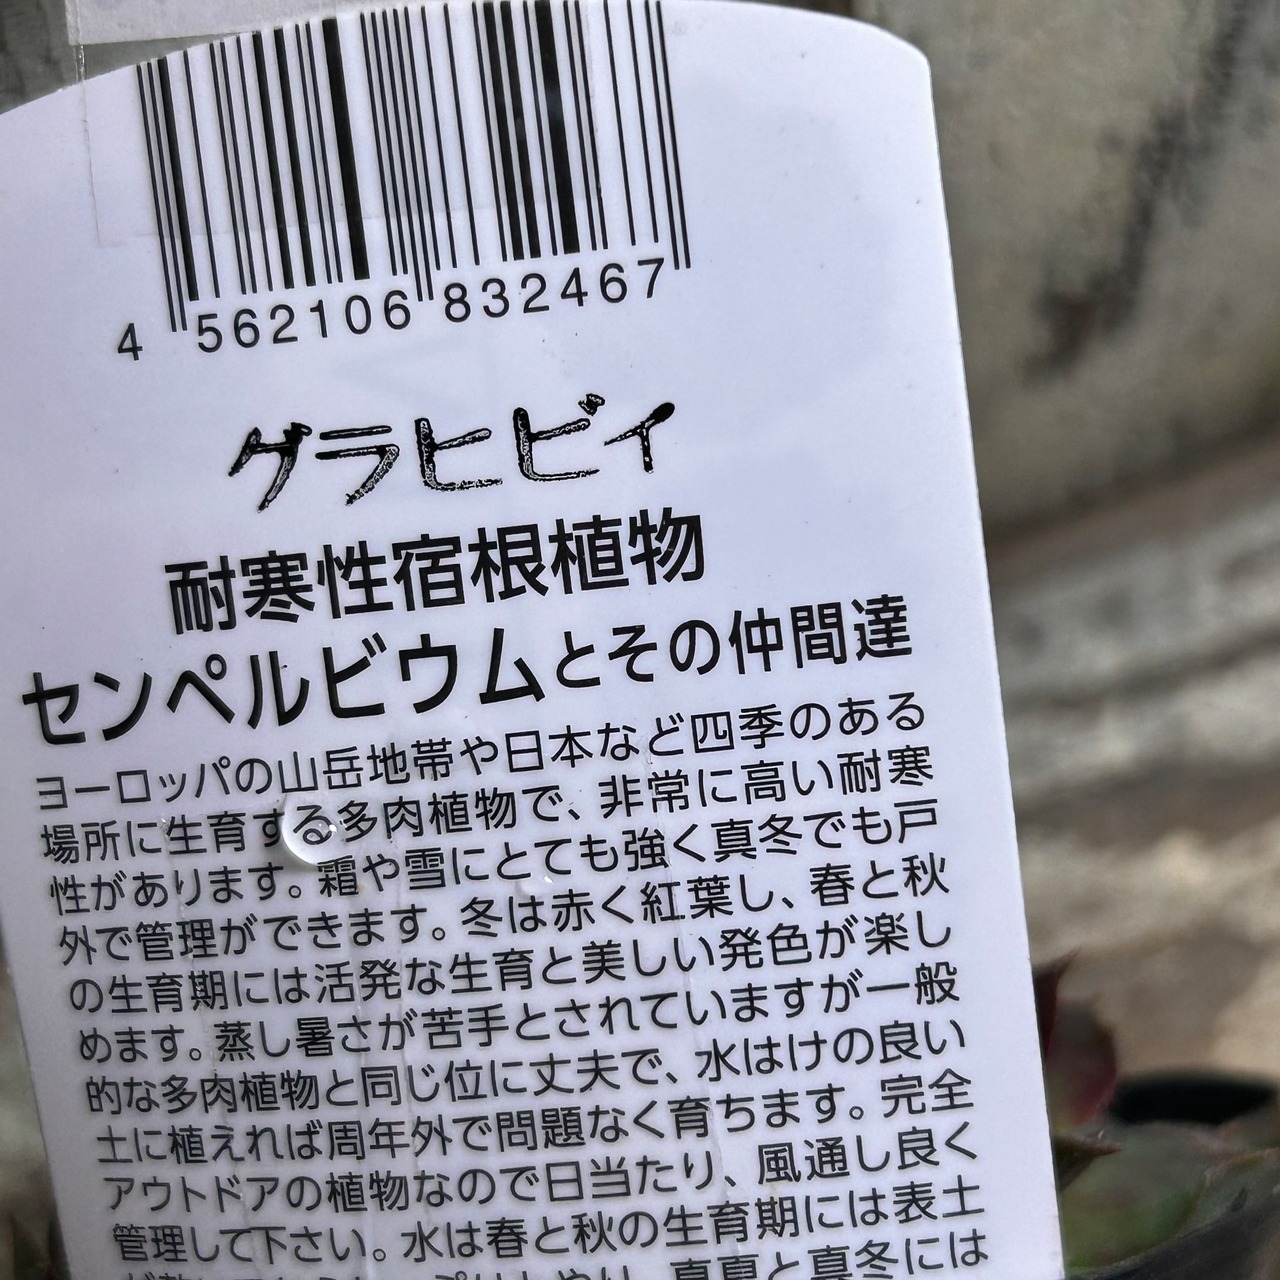 4 562106 832467
グラヒビィ
耐寒性宿根植物
センペルビウムとその仲間達
ヨーロッパの山岳地帯や日本など四季のある
場所に生育する多肉植物で、非常に高い耐寒
性があります。霜や雪にとても強く真冬でも戸
外で管理ができます。冬は赤く紅葉し、春と秋
の生育期には活発な生育と美しい発色が楽し
めます。蒸し暑さが苦手とされていますが一般
的な多肉植物と同じ位に丈夫で、水はけの良い
土に植えれば周年外で問題なく育ちます。完全
アウトドアの植物なので日当たり、風通し良く
管理して下さい。水は春と秋の生育期には表土
真夏と真冬には